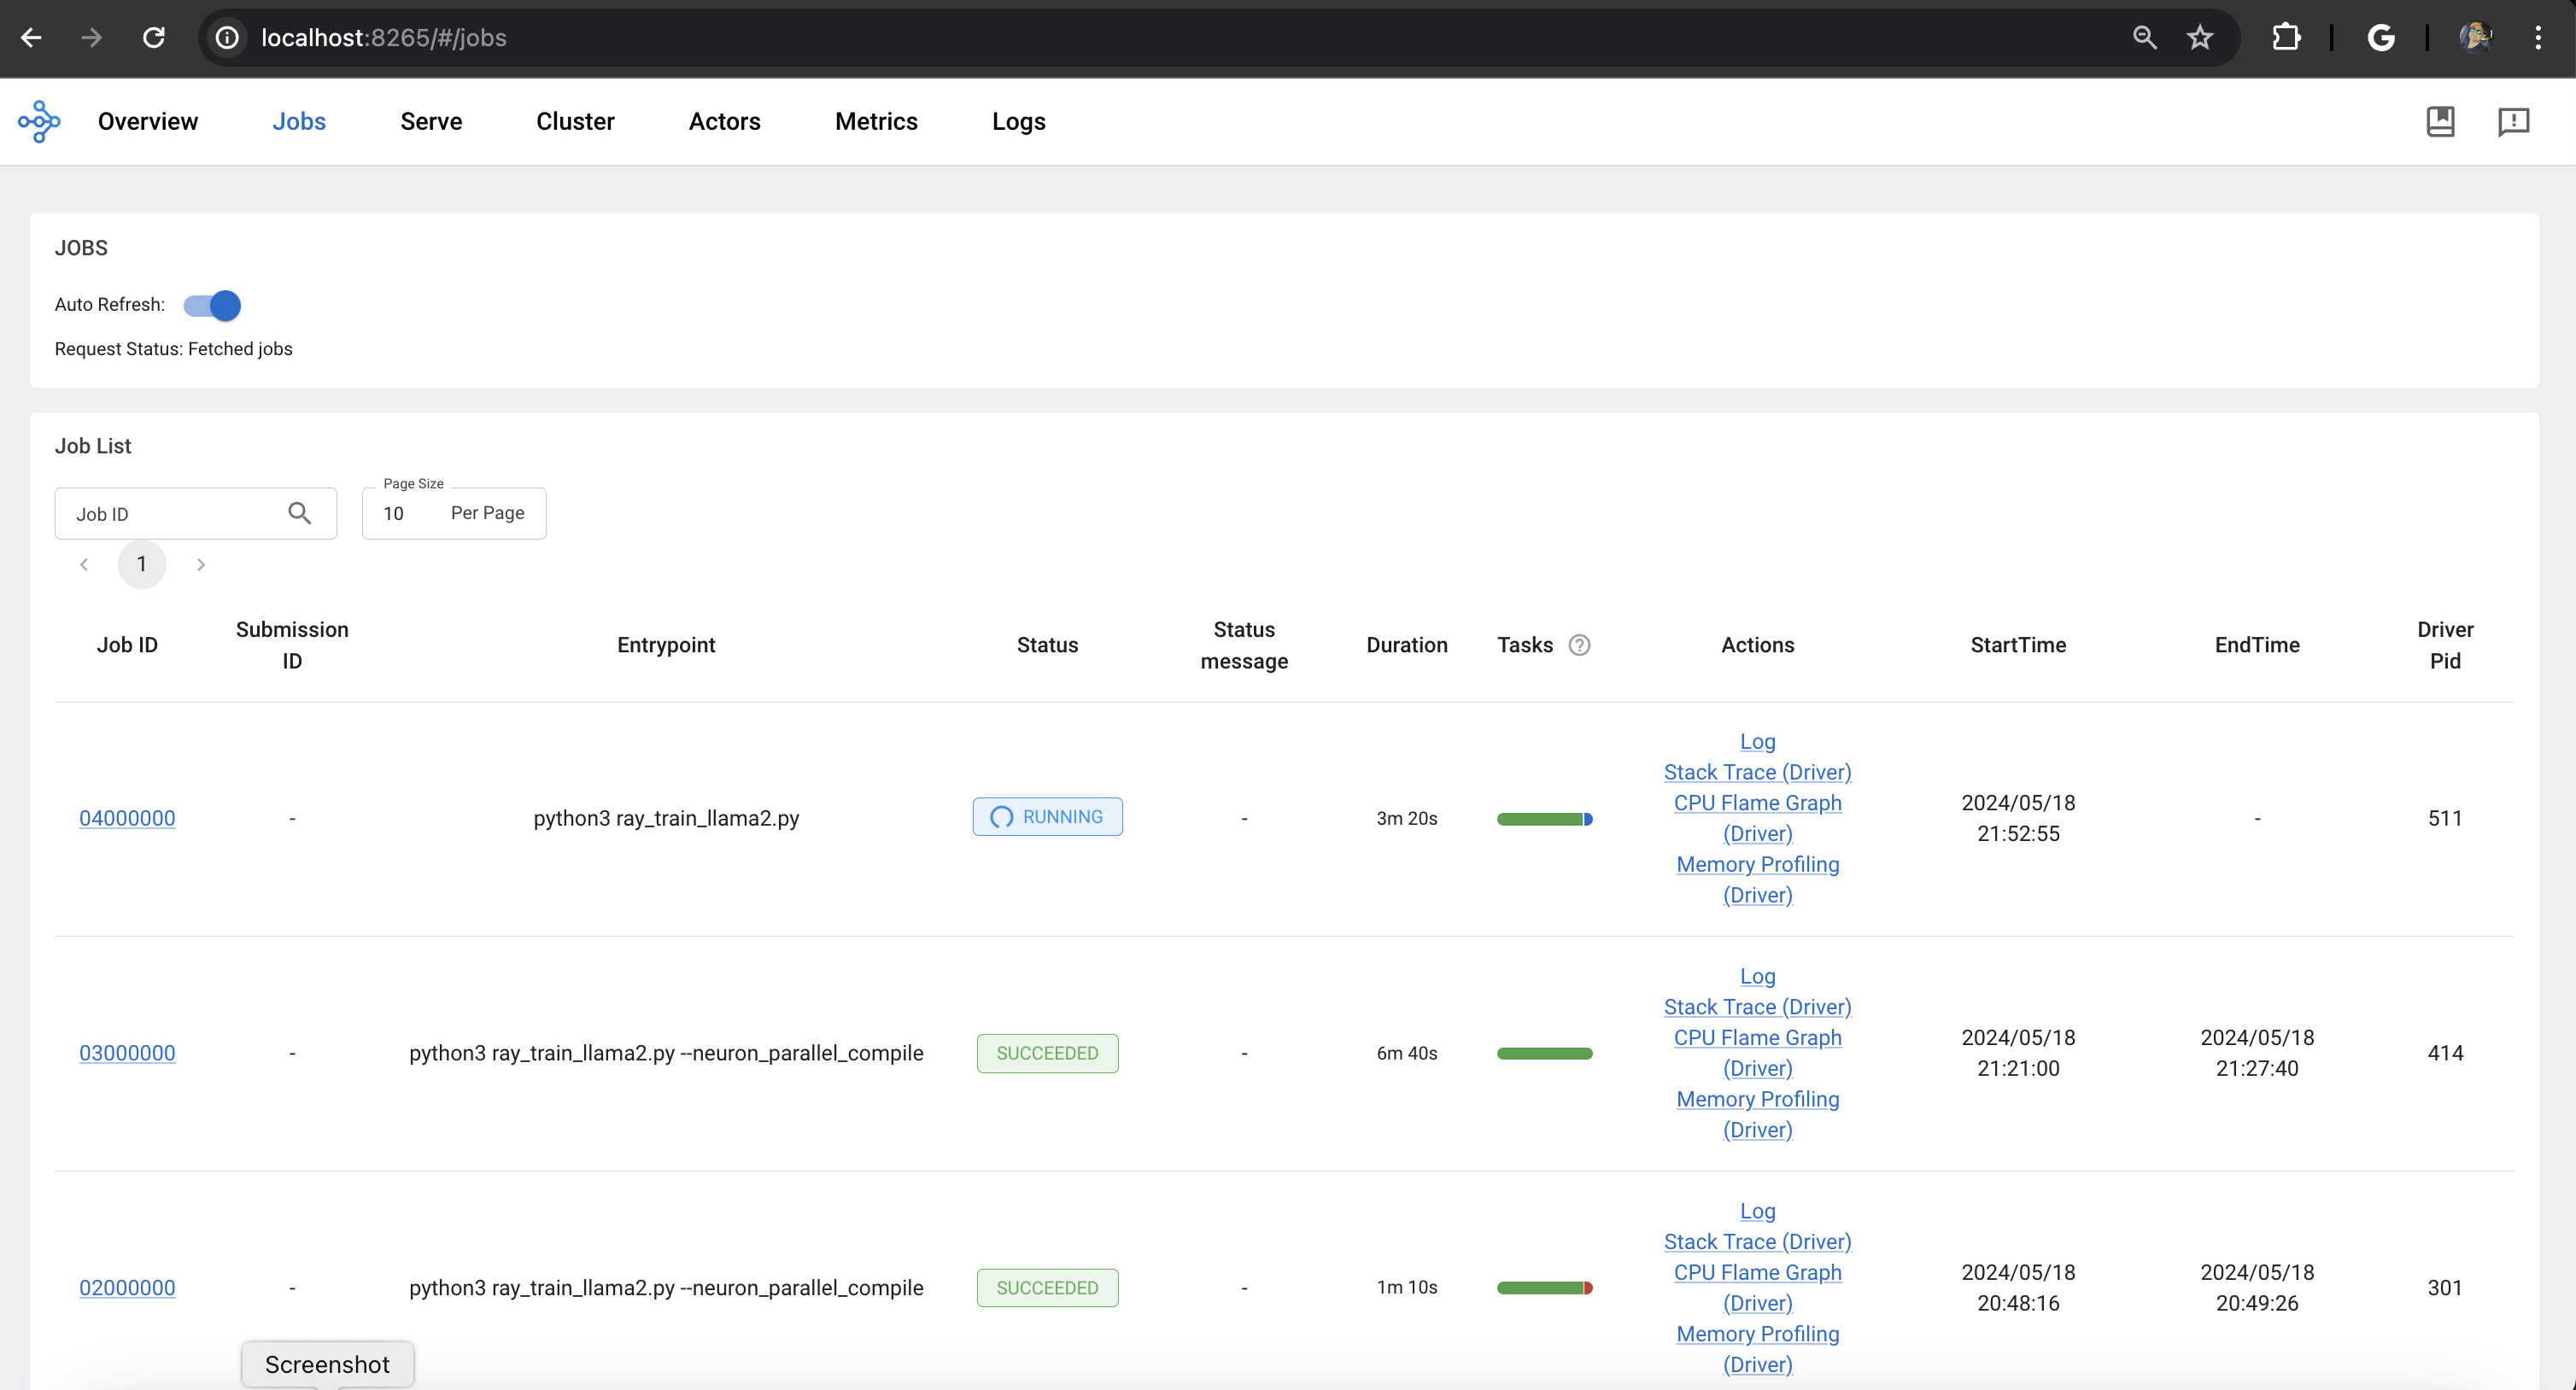 localhost:8265/#/jobs
Overview Jobs Serve Cluster Actors Metrics Logs
JOBS
Auto Refresh:
Request Status: Fetched jobs
Job List
Page Size
Job ID 10 Per Page
1
Job ID Submission ID Entrypoint Status Status message Duration Tasks ? Actions StartTime EndTime Driver Pid
04000000 - python3 ray_train_llama2.py RUNNING - 3m 20s
Log
Stack Trace (Driver)
CPU Flame Graph
(Driver)
Memory Profiling
(Driver)
2024/05/18
21:52:55
-
511
03000000 - python3 ray_train_llama2.py --neuron_parallel_compile SUCCEEDED - 6m 40s
Log
Stack Trace (Driver)
CPU Flame Graph
(Driver)
Memory Profiling
(Driver)
2024/05/18
21:21:00
2024/05/18
21:27:40
414
02000000 - python3 ray_train_llama2.py --neuron_parallel_compile SUCCEEDED - 1m 10s
Log
Stack Trace (Driver)
CPU Flame Graph
(Driver)
Memory Profiling
(Driver)
2024/05/18
20:48:16
2024/05/18
20:49:26
301
Screenshot